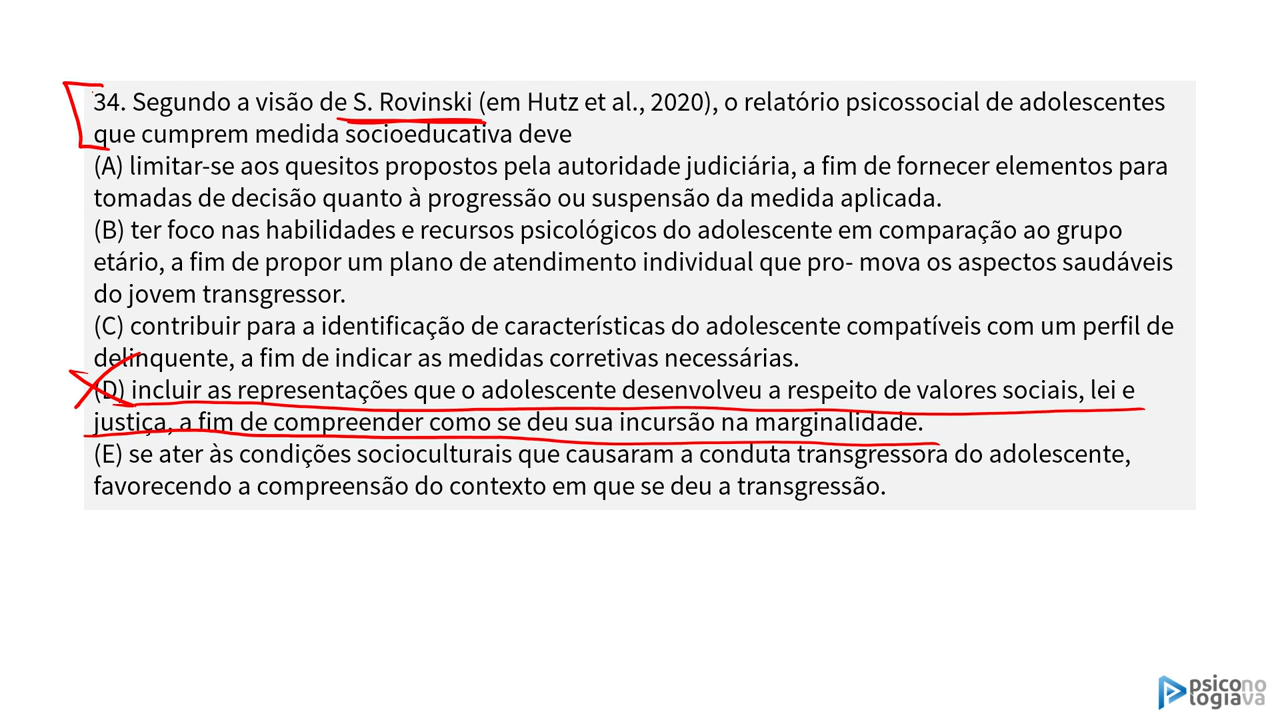 34. Segundo a visão de S. Rovinski (em Hutz et al., 2020), o relatório psicossocial de adolescentes
que cumprem medida socioeducativa deve
(A) limitar-se aos quesitos propostos pela autoridade judiciária, a fim de fornecer elementos para
tomadas de decisão quanto à progressão ou suspensão da medida aplicada.
(B) ter foco nas habilidades e recursos psicológicos do adolescente em comparação ao grupo
etário, a fim de propor um plano de atendimento individual que pro- mova os aspectos saudáveis
do jovem transgressor.
(C) contribuir para a identificação de características do adolescente compatíveis com um perfil de
delinquente, a fim de indicar as medidas corretivas necessárias.
(D) incluir as representações que o adolescente desenvolveu a respeito de valores sociais, lei e
justiça, a fim de compreender como se deu sua incursão na marginalidade.
(E) se ater às condições socioculturais que causaram a conduta transgressora do adolescente,
favorecendo a compreensão do contexto em que se deu a transgressão.
psicono
logiava